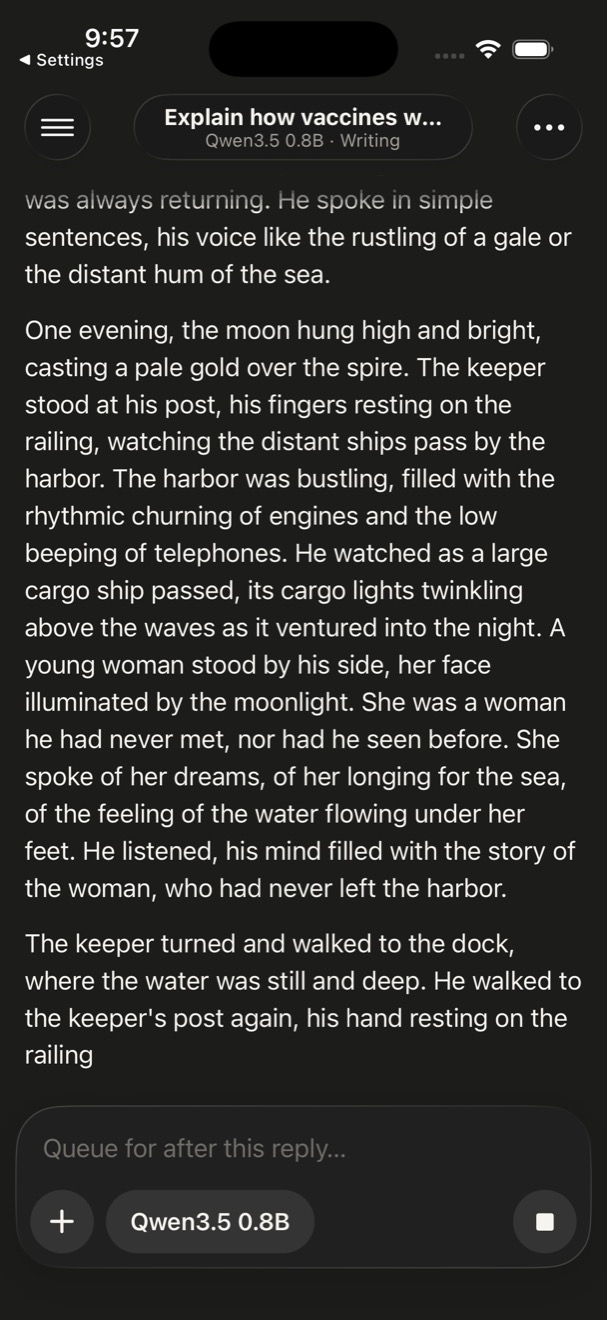 9:57
◀ Settings
Explain how vaccines w...
Qwen3.5 0.8B · Writing
was always returning. He spoke in simple
sentences, his voice like the rustling of a gale or
the distant hum of the sea.
One evening, the moon hung high and bright,
casting a pale gold over the spire. The keeper
stood at his post, his fingers resting on the
railing, watching the distant ships pass by the
harbor. The harbor was bustling, filled with the
rhythmic churning of engines and the low
beeping of telephones. He watched as a large
cargo ship passed, its cargo lights twinkling
above the waves as it ventured into the night. A
young woman stood by his side, her face
illuminated by the moonlight. She was a woman
he had never met, nor had he seen before. She
spoke of her dreams, of her longing for the sea,
of the feeling of the water flowing under her
feet. He listened, his mind filled with the story of
the woman, who had never left the harbor.
The keeper turned and walked to the dock,
where the water was still and deep. He walked to
the keeper's post again, his hand resting on the
railing
Queue for after this reply...
Qwen3.5 0.8B